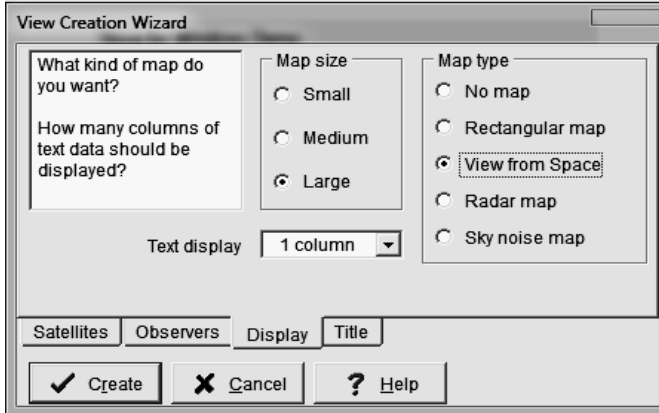 View Creation Wizard
What kind of map do
you want?
How many columns of
text data should be
displayed?
Map size
Small
Medium
Large
Map type
No map
Rectangular map
View from Space
Radar map
Sky noise map
Text display
1 column
Satellites
Observers
Display
Title
Create
Cancel
Help